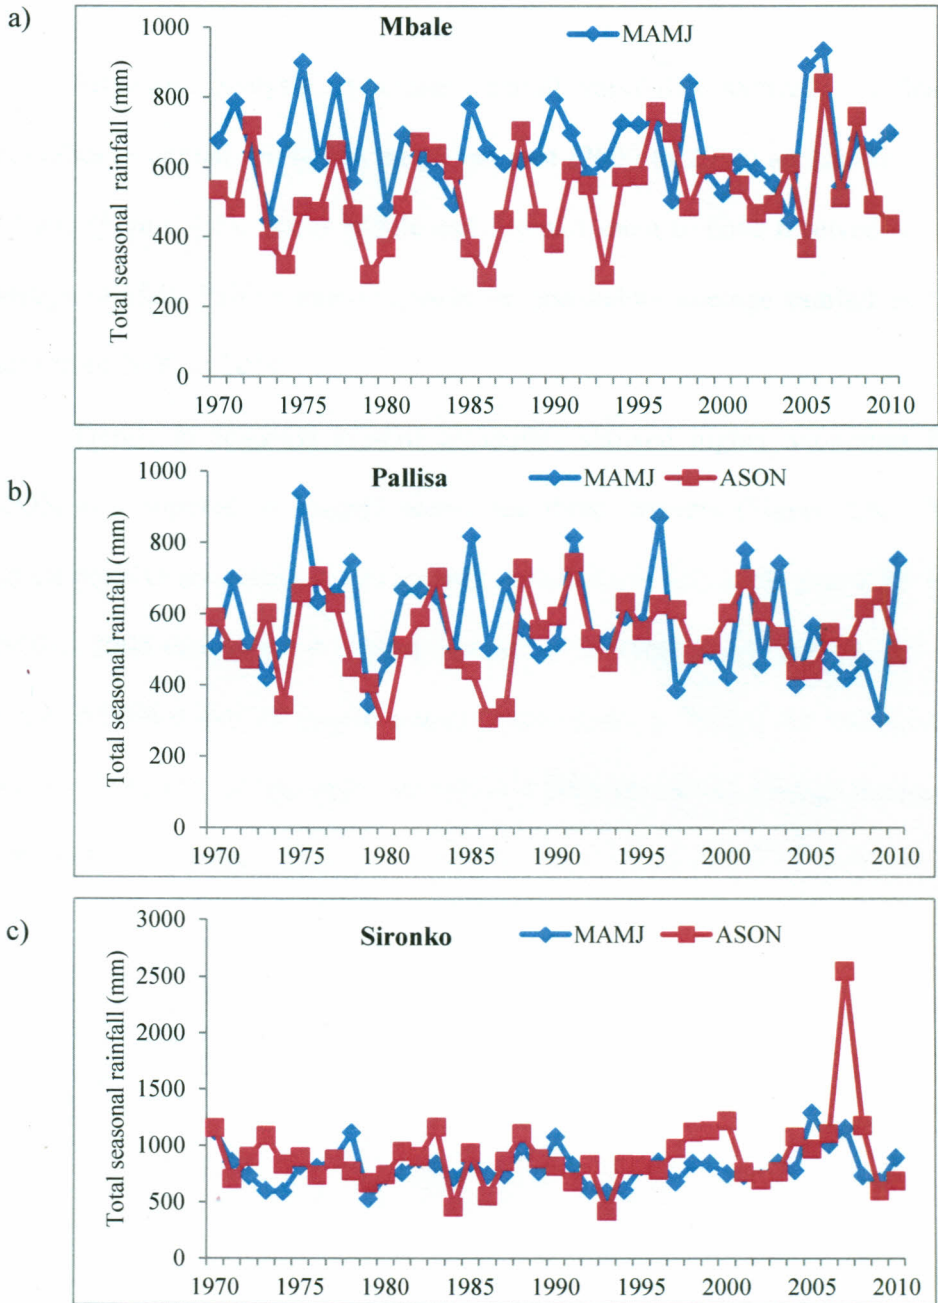 a)
Mbale
MAMJ
Total seasonal rainfall (mm)
1000
800
600
400
200
0
1970 1975 1980 1985 1990 1995 2000 2005 2010
b)
Pallisa
MAMJ ASON
Total seasonal rainfall (mm)
1000
800
600
400
200
0
1970 1975 1980 1985 1990 1995 2000 2005 2010
c)
Sironko
MAMJ ASON
Total seasonal rainfall (mm)
3000
2500
2000
1500
1000
500
0
1970 1975 1980 1985 1990 1995 2000 2005 2010